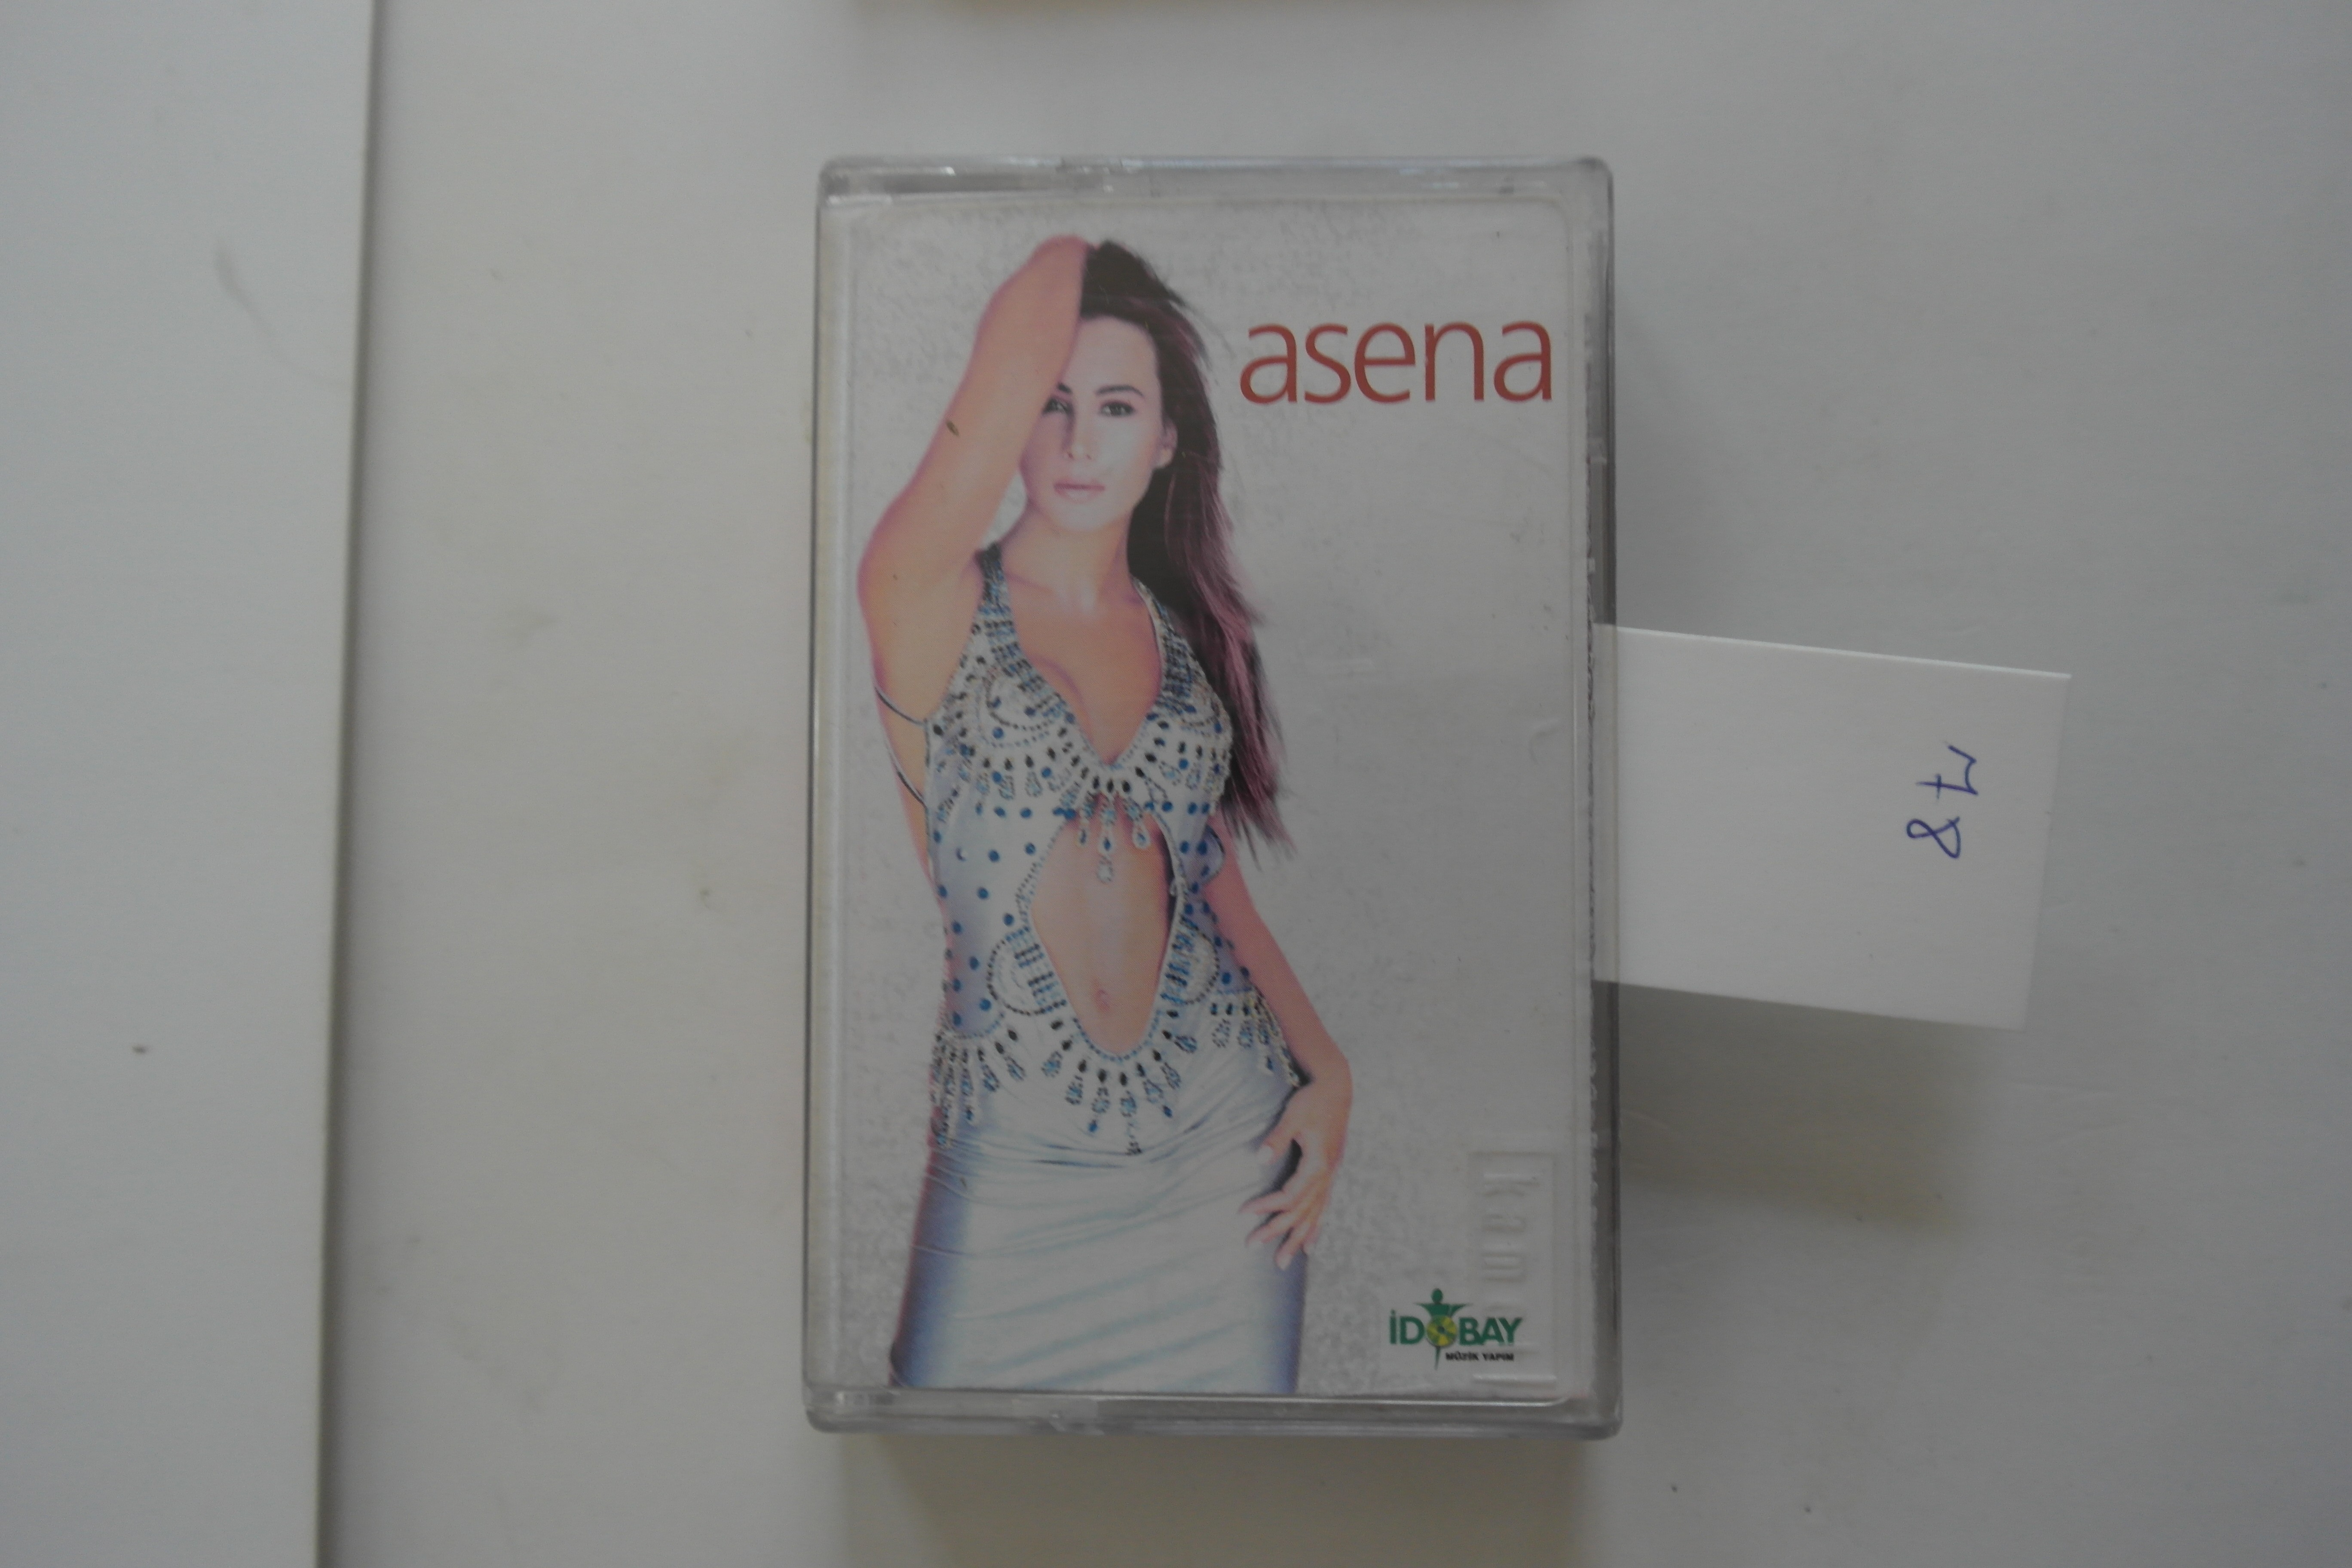 asena
İDOBAY
MÜZİK YAPIM
78